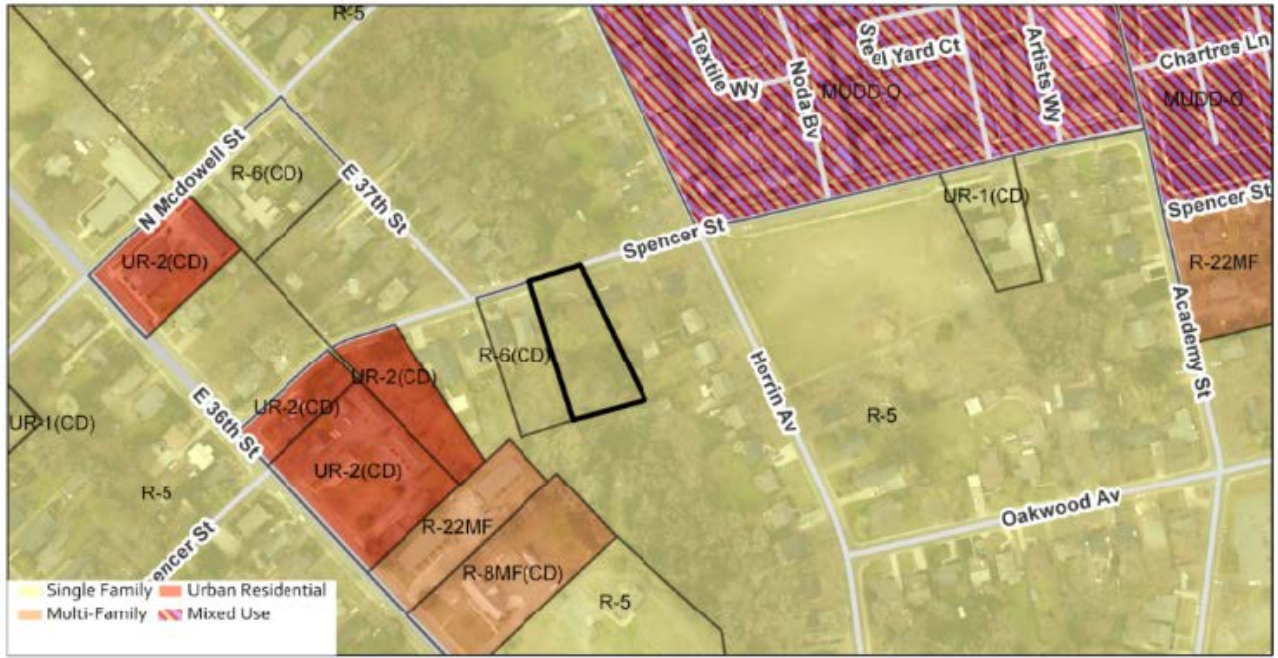 R-5
Textile Wy
Noda Bv
Steel Yard Ct
Artists Wy
Chartres Ln
MUDD-O
MUDD-O
N Mcdowell St
R-6(CD)
E 37th St
UR-1(CD)
Spencer St
Spencer St
UR-2(CD)
R-22MF
R-6(CD)
Herrin Av
Academy St
UR-2(CD)
UR-2(CD)
E 36th St
UR-1(CD)
R-5
UR-2(CD)
R-5
R-22MF
Oakwood Av
encer St
R-8MF(CD)
R-5
Single Family
Urban Residential
Multi-Family
Mixed Use